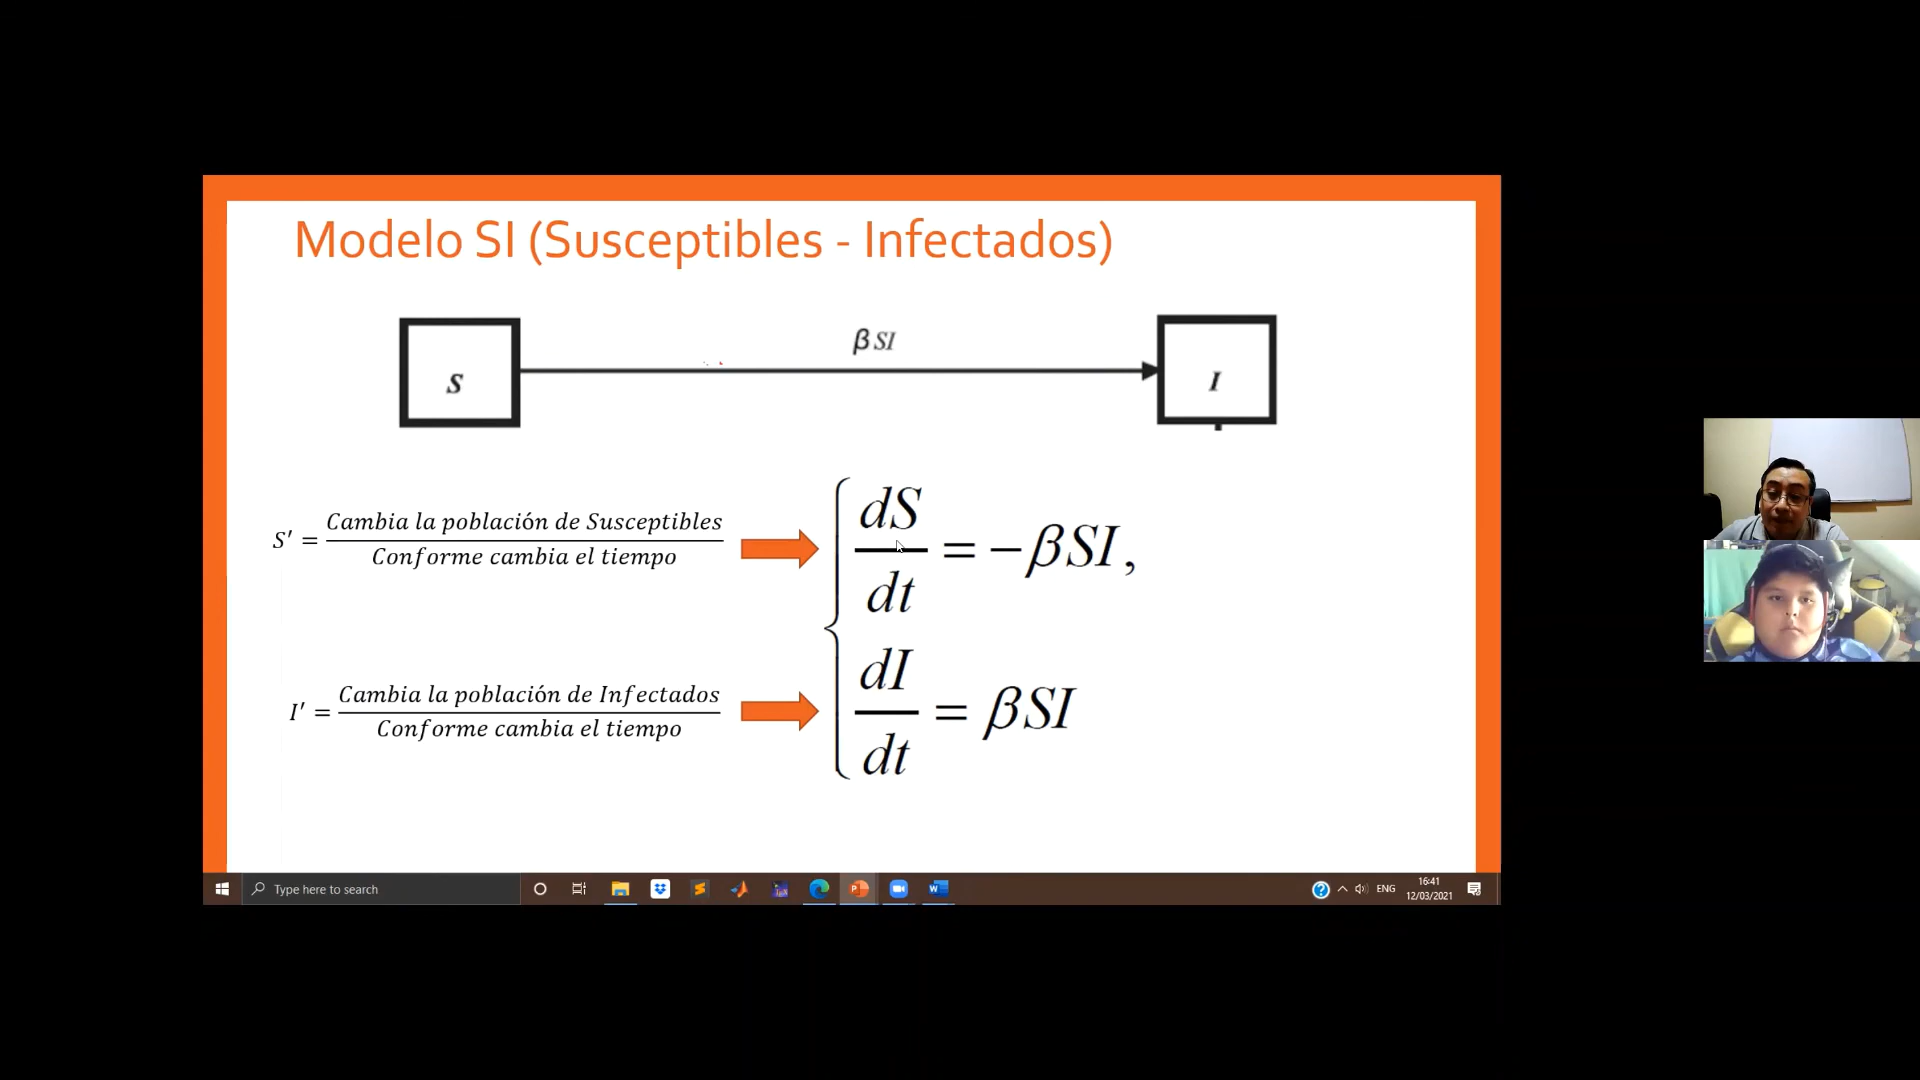 Modelo SI (Susceptibles - Infectados)
β SI
S
I
S′ = Cambia la población de Susceptibles
Conforme cambia el tiempo
dS
dt
= −βSI,
I′ = Cambia la población de Infectados
Conforme cambia el tiempo
dI
dt
= βSI
Type here to search
ENG
16:41
12/03/2021